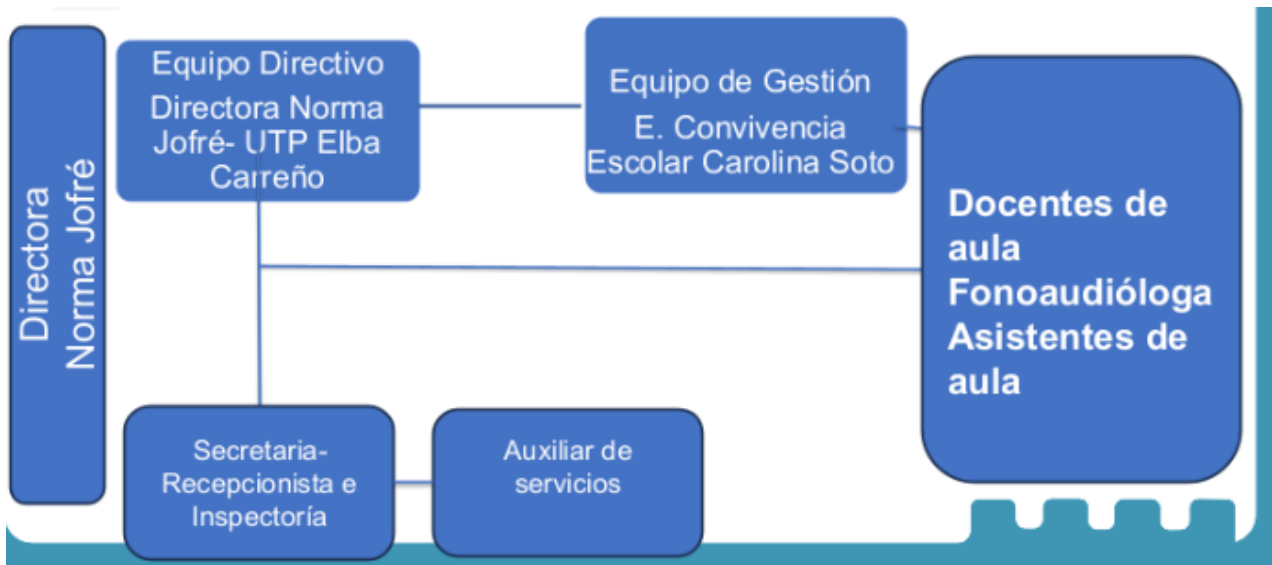 Directora
Norma Jofré
Equipo Directivo
Directora Norma
Jofré- UTP Elba
Carreño
Equipo de Gestión
E. Convivencia
Escolar Carolina Soto
Docentes de
aula
Fonoaudióloga
Asistentes de
aula
Secretaria-
Recepcionista e
Inspectoría
Auxiliar de
servicios